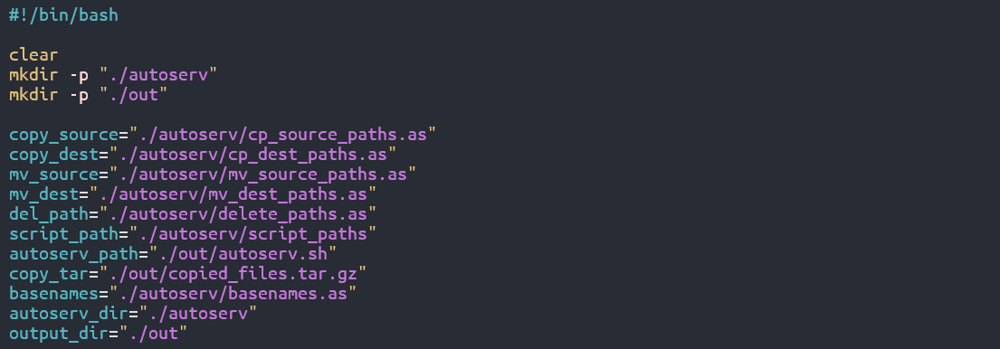 #!/bin/bash
clear
mkdir -p "./autoserv"
mkdir -p "./out"
copy_source="./autoserv/cp_source_paths.as"
copy_dest="./autoserv/cp_dest_paths.as"
mv_source="./autoserv/mv_source_paths.as"
mv_dest="./autoserv/mv_dest_paths.as"
del_path="./autoserv/delete_paths.as"
script_path="./autoserv/script_paths"
autoserv_path="./out/autoserv.sh"
copy_tar="./out/copied_files.tar.gz"
basenames="./autoserv/basenames.as"
autoserv_dir="./autoserv"
output_dir="./out"